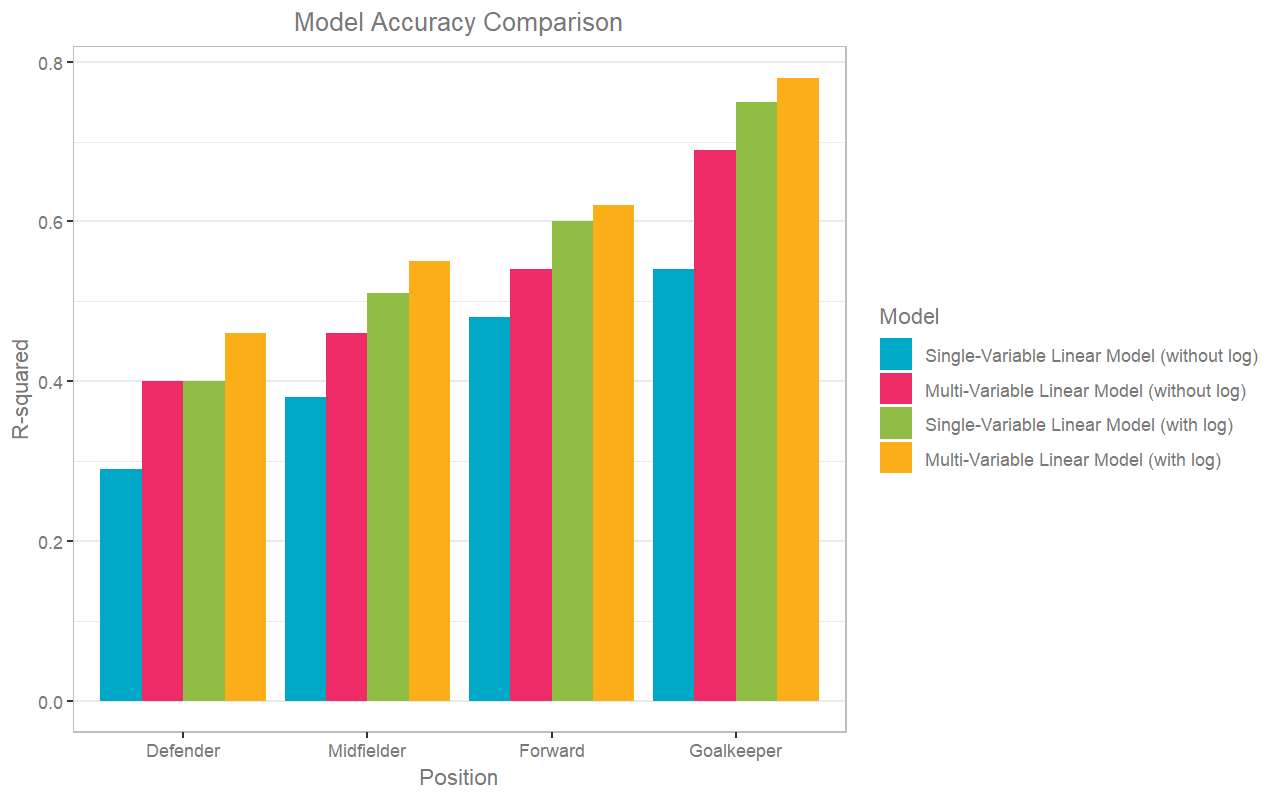 Model Accuracy Comparison
0.8
0.6
0.4
0.2
0.0
R-squared
Defender
Midfielder
Forward
Goalkeeper
Position
Model
Single-Variable Linear Model (without log)
Multi-Variable Linear Model (without log)
Single-Variable Linear Model (with log)
Multi-Variable Linear Model (with log)